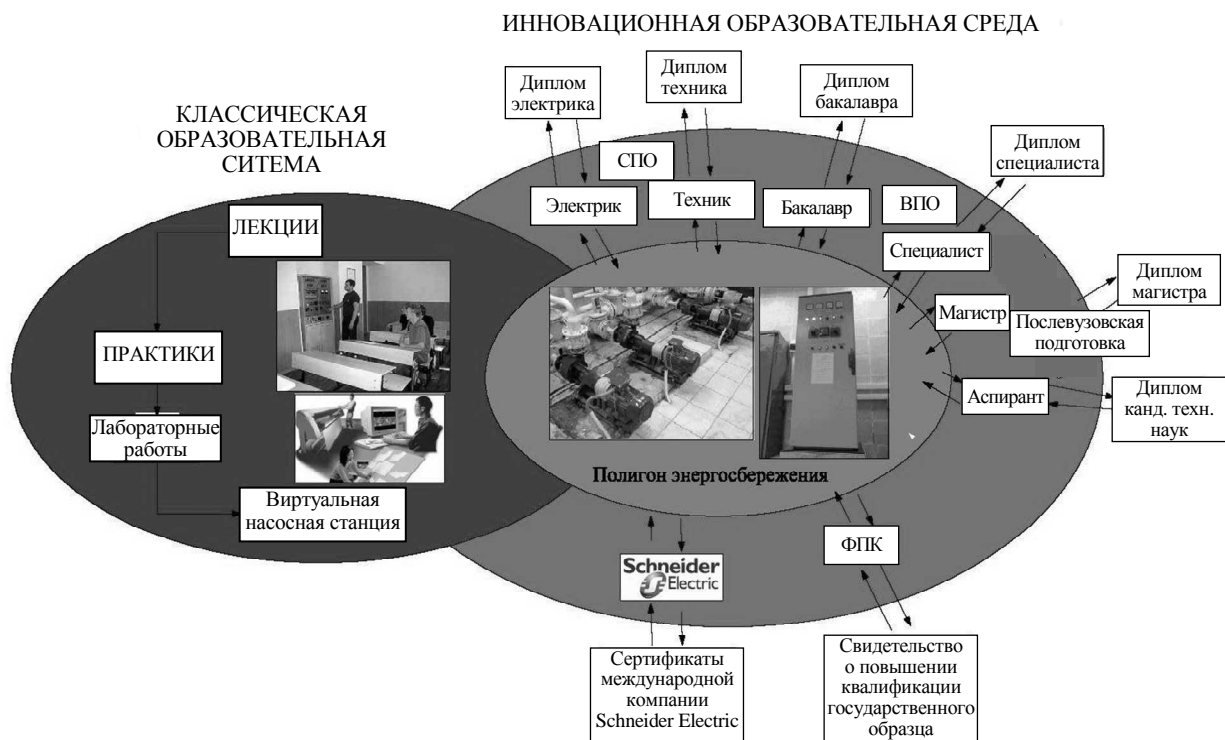 ИННОВАЦИОННАЯ ОБРАЗОВАТЕЛЬНАЯ СРЕДА
КЛАССИЧЕСКАЯ
ОБРАЗОВАТЕЛЬНАЯ
СИТЕМА
Диплом
электрика
Диплом
техника
Диплом
бакалавра
Диплом
специалиста
СПО
ВПО
Электрик
Техник
Бакалавр
Специалист
ЛЕКЦИИ
Диплом
магистра
Магистр
Послевузовская
подготовка
ПРАКТИКИ
Аспирант
Диплом
канд. техн.
наук
Лабораторные
работы
Полигон энергосбережения
Виртуальная
насосная станция
ФПК
Schneider
Electric
Сертификаты
международной
компании
Schneider Electric
Свидетельство
о повышении
квалификации
государственного
образца